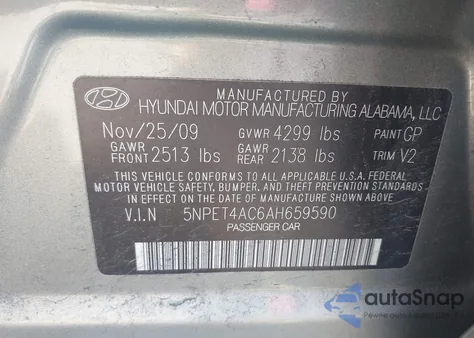 MANUFACTURED BY
HYUNDAI MOTOR MANUFACTURING ALABAMA, LLC
Nov/25/09 GVWR 4299 lbs PAINT GP
GAWR FRONT 2513 lbs GAWR REAR 2138 lbs TRIM V2
THIS VEHICLE CONFORMS TO ALL APPLICABLE U.S.A. FEDERAL
MOTOR VEHICLE SAFETY, BUMPER, AND THEFT PREVENTION
STANDARDS IN EFFECT ON THE DATE OF MANUFACTURE SHOWN ABOVE.
V.I.N 5NPET4AC6AH659590
PASSENGER CAR
autoSnap